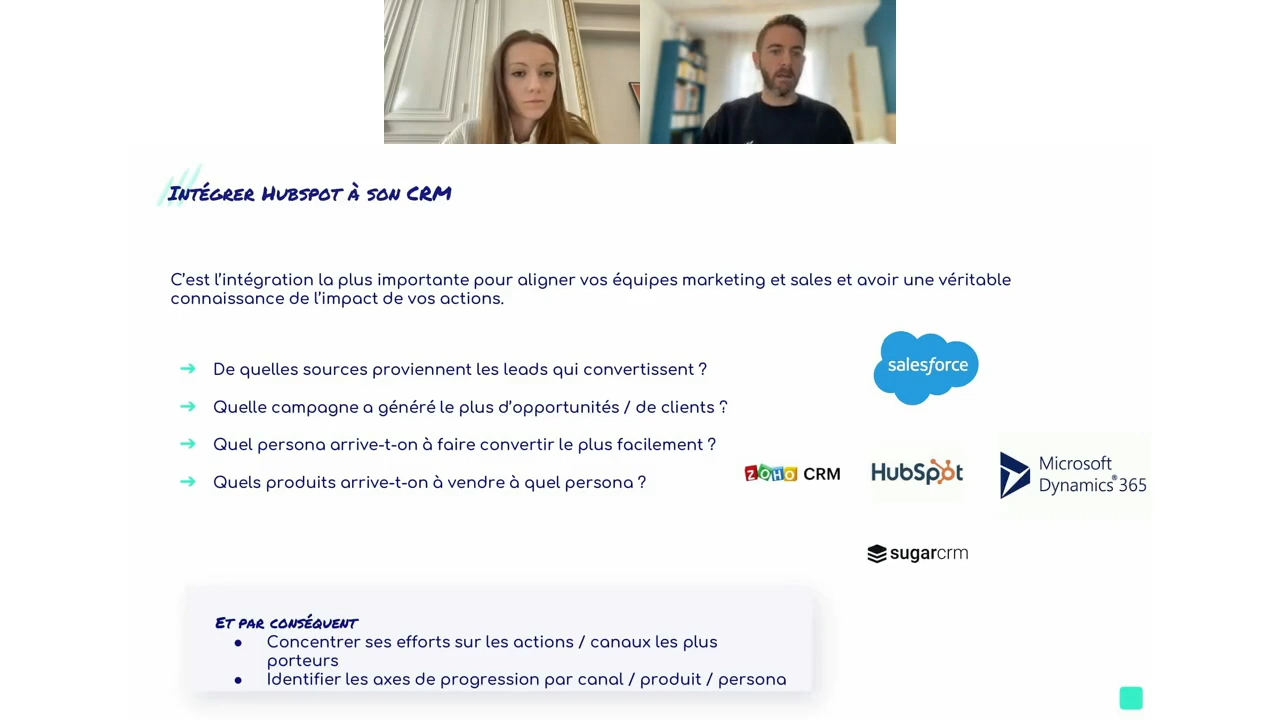 Intégrer Hubspot à son CRM
C'est l'intégration la plus importante pour aligner vos équipes marketing et sales et avoir une véritable
connaissance de l'impact de vos actions.
➔ De quelles sources proviennent les leads qui convertissent ?
➔ Quelle campagne a généré le plus d'opportunités / de clients ?
➔ Quel persona arrive-t-on à faire convertir le plus facilement ?
➔ Quels produits arrive-t-on à vendre à quel persona ?
salesforce
ZOHO CRM
HubSpot
Microsoft
Dynamics® 365
sugarcrm
Et par conséquent
● Concentrer ses efforts sur les actions / canaux les plus
porteurs
● Identifier les axes de progression par canal / produit / persona